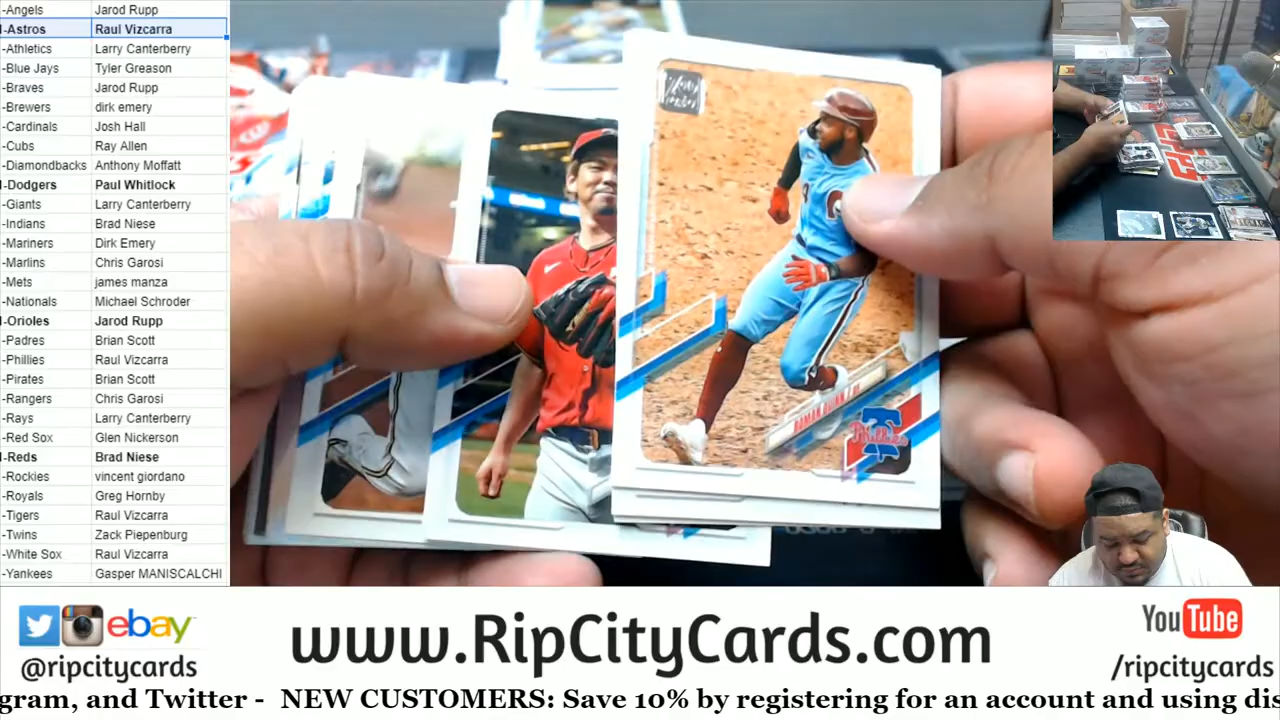 -Angels Jarod Rupp
-Astros Raul Vizcarra
-Athletics Larry Canterberry
-Blue Jays Tyler Greason
-Braves Jarod Rupp
-Brewers dirk emery
-Cardinals Josh Hall
-Cubs Ray Allen
-Diamondbacks Anthony Moffatt
-Dodgers Paul Whitlock
-Giants Larry Canterberry
-Indians Brad Niese
-Mariners Dirk Emery
-Marlins Chris Garosi
-Mets james manza
-Nationals Michael Schroder
-Orioles Jarod Rupp
-Padres Brian Scott
-Phillies Raul Vizcarra
-Pirates Brian Scott
-Rangers Chris Garosi
-Rays Larry Canterberry
-Red Sox Glen Nickerson
-Reds Brad Niese
-Rockies vincent giordano
-Royals Greg Hornby
-Tigers Raul Vizcarra
-Twins Zack Piepenburg
-White Sox Raul Vizcarra
-Yankees Gasper MANISCALCHI
Phillies
ebay
@ripcitycards
www.RipCityCards.com
YouTube
/ripcitycards
gram, and Twitter - NEW CUSTOMERS: Save 10% by registering for an account and using dis